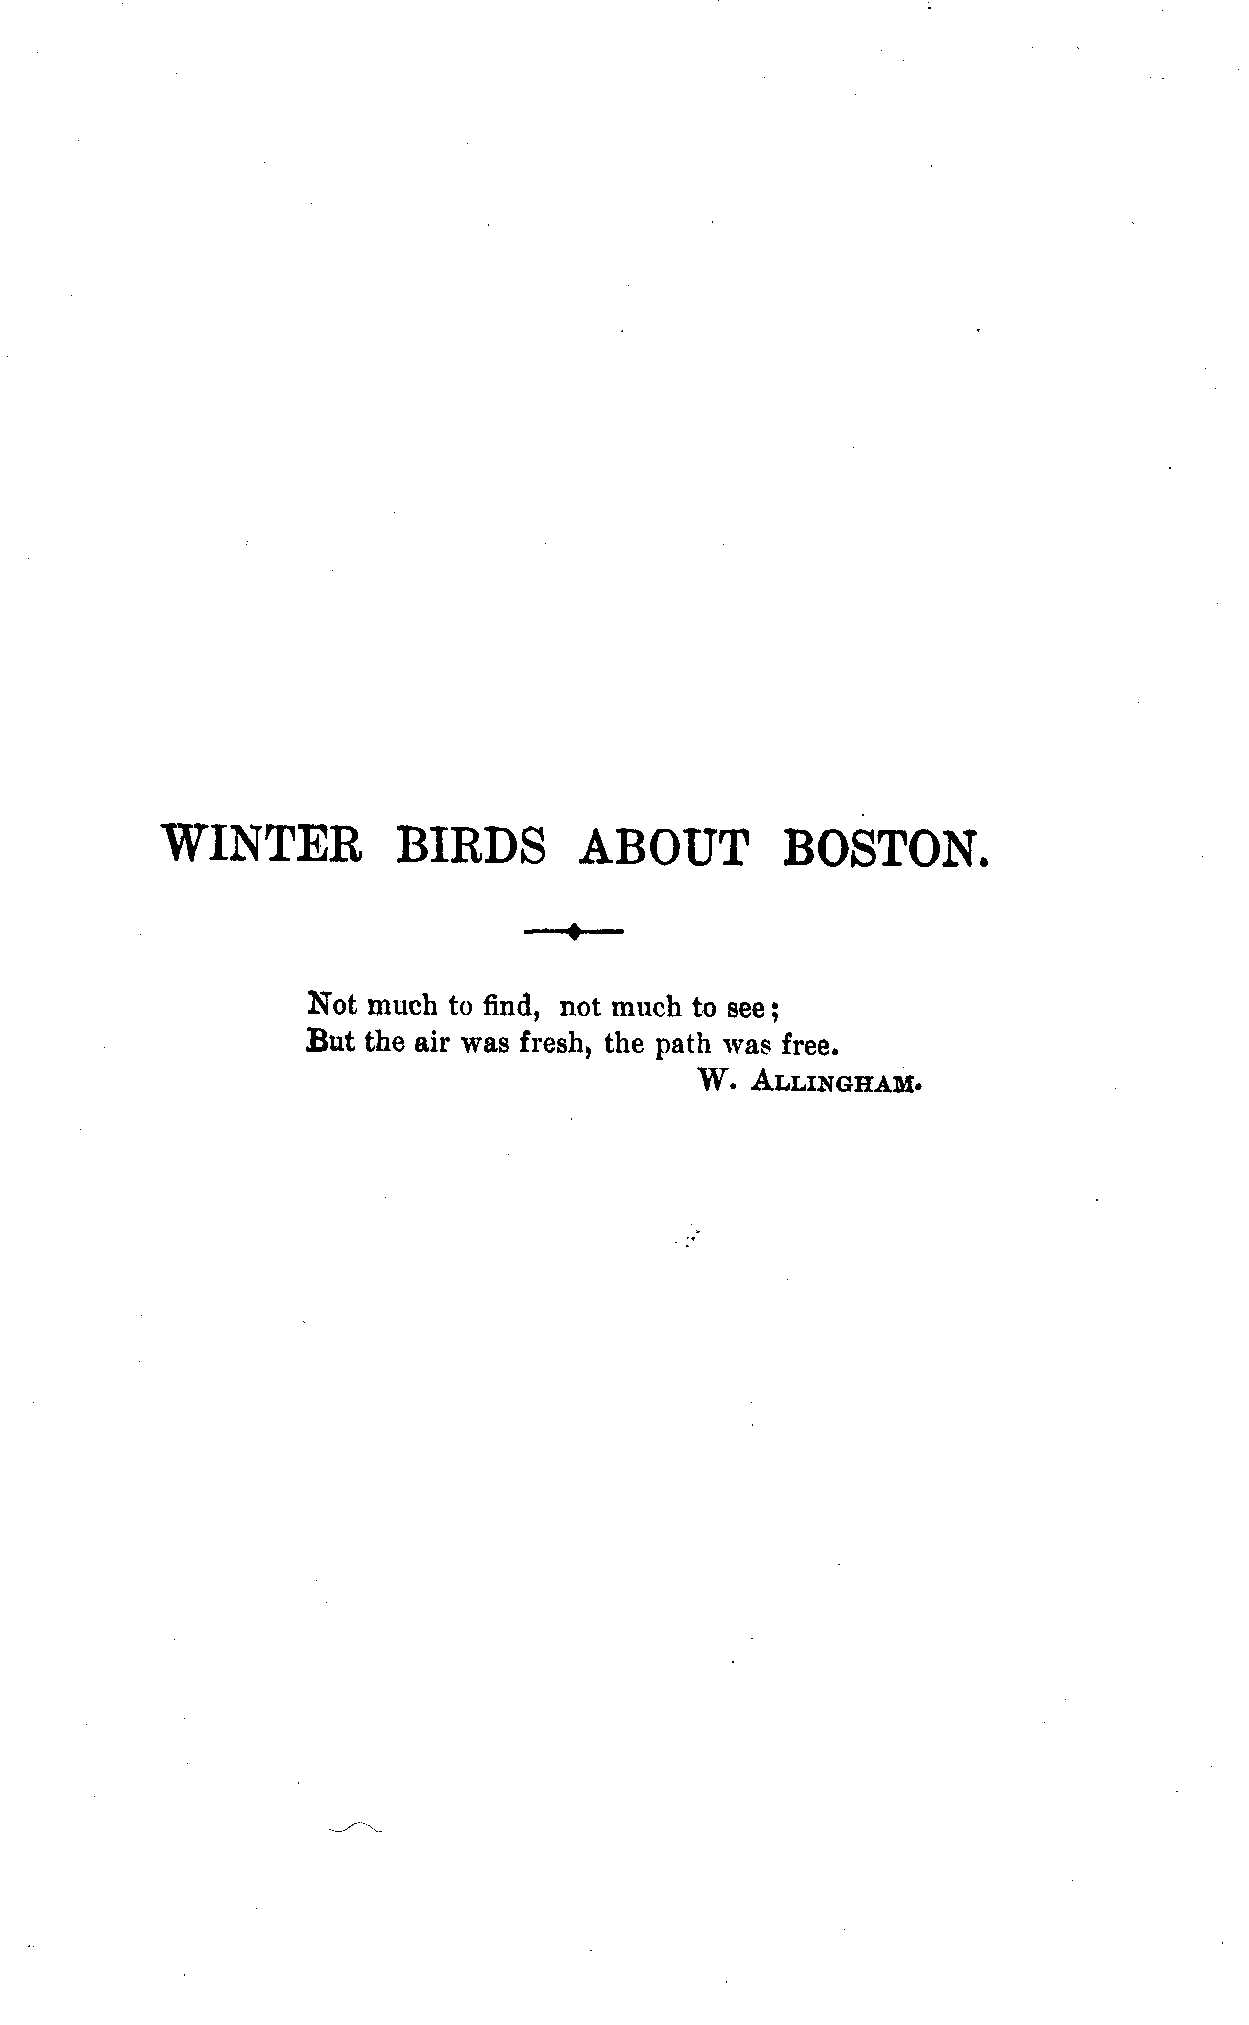 WINTER BIRDS ABOUT BOSTON.
Not much to find, not much to see;
But the air was fresh, the path was free.
W. ALLINGHAM.